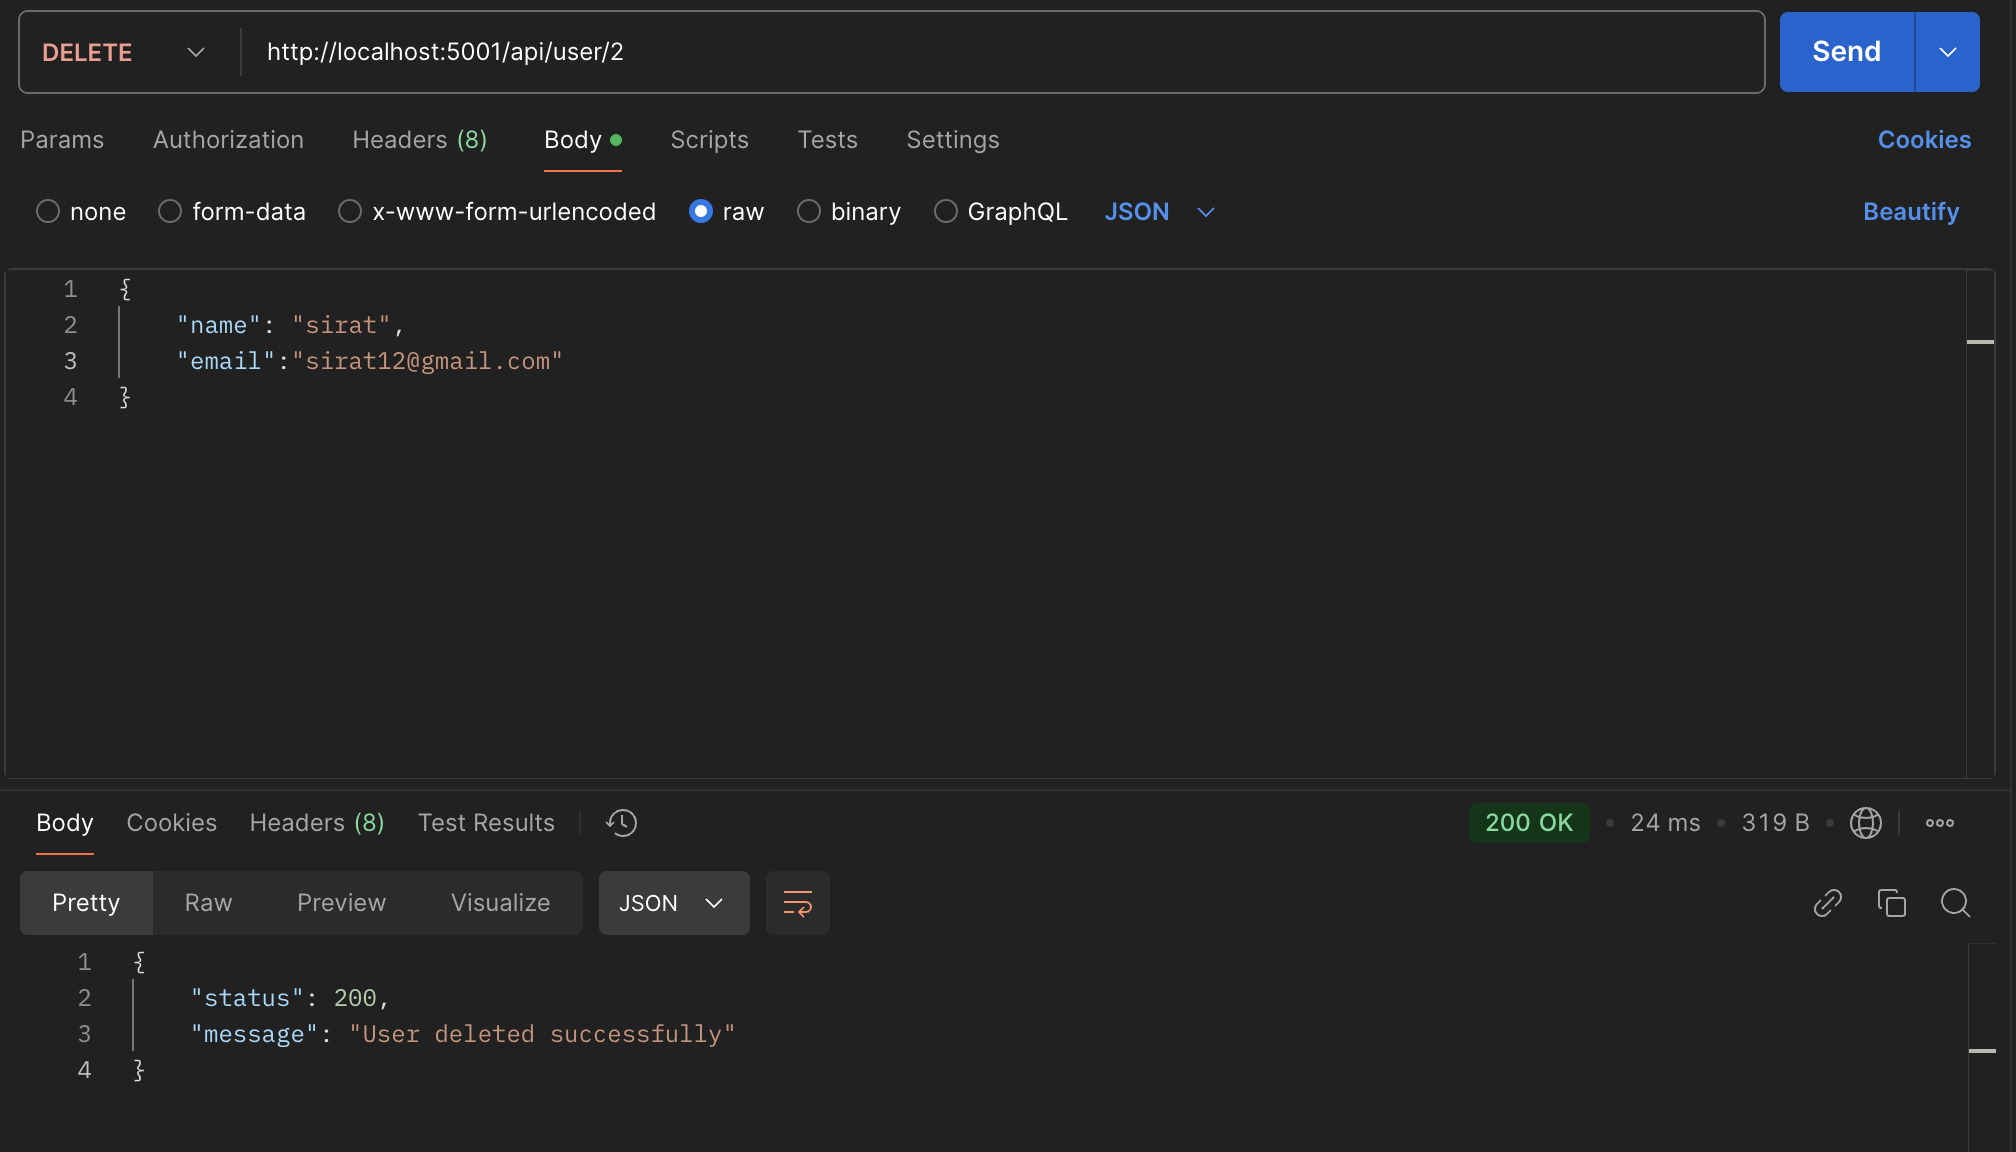 DELETE http://localhost:5001/api/user/2 Send
Params Authorization Headers (8) Body Scripts Tests Settings Cookies
none form-data x-www-form-urlencoded raw binary GraphQL JSON Beautify
1 {
2 "name": "sirat",
3 "email":"sirat12@gmail.com"
4 }
Body Cookies Headers (8) Test Results 200 OK 24 ms 319 B
Pretty Raw Preview Visualize JSON
1 {
2 "status": 200,
3 "message": "User deleted successfully"
4 }